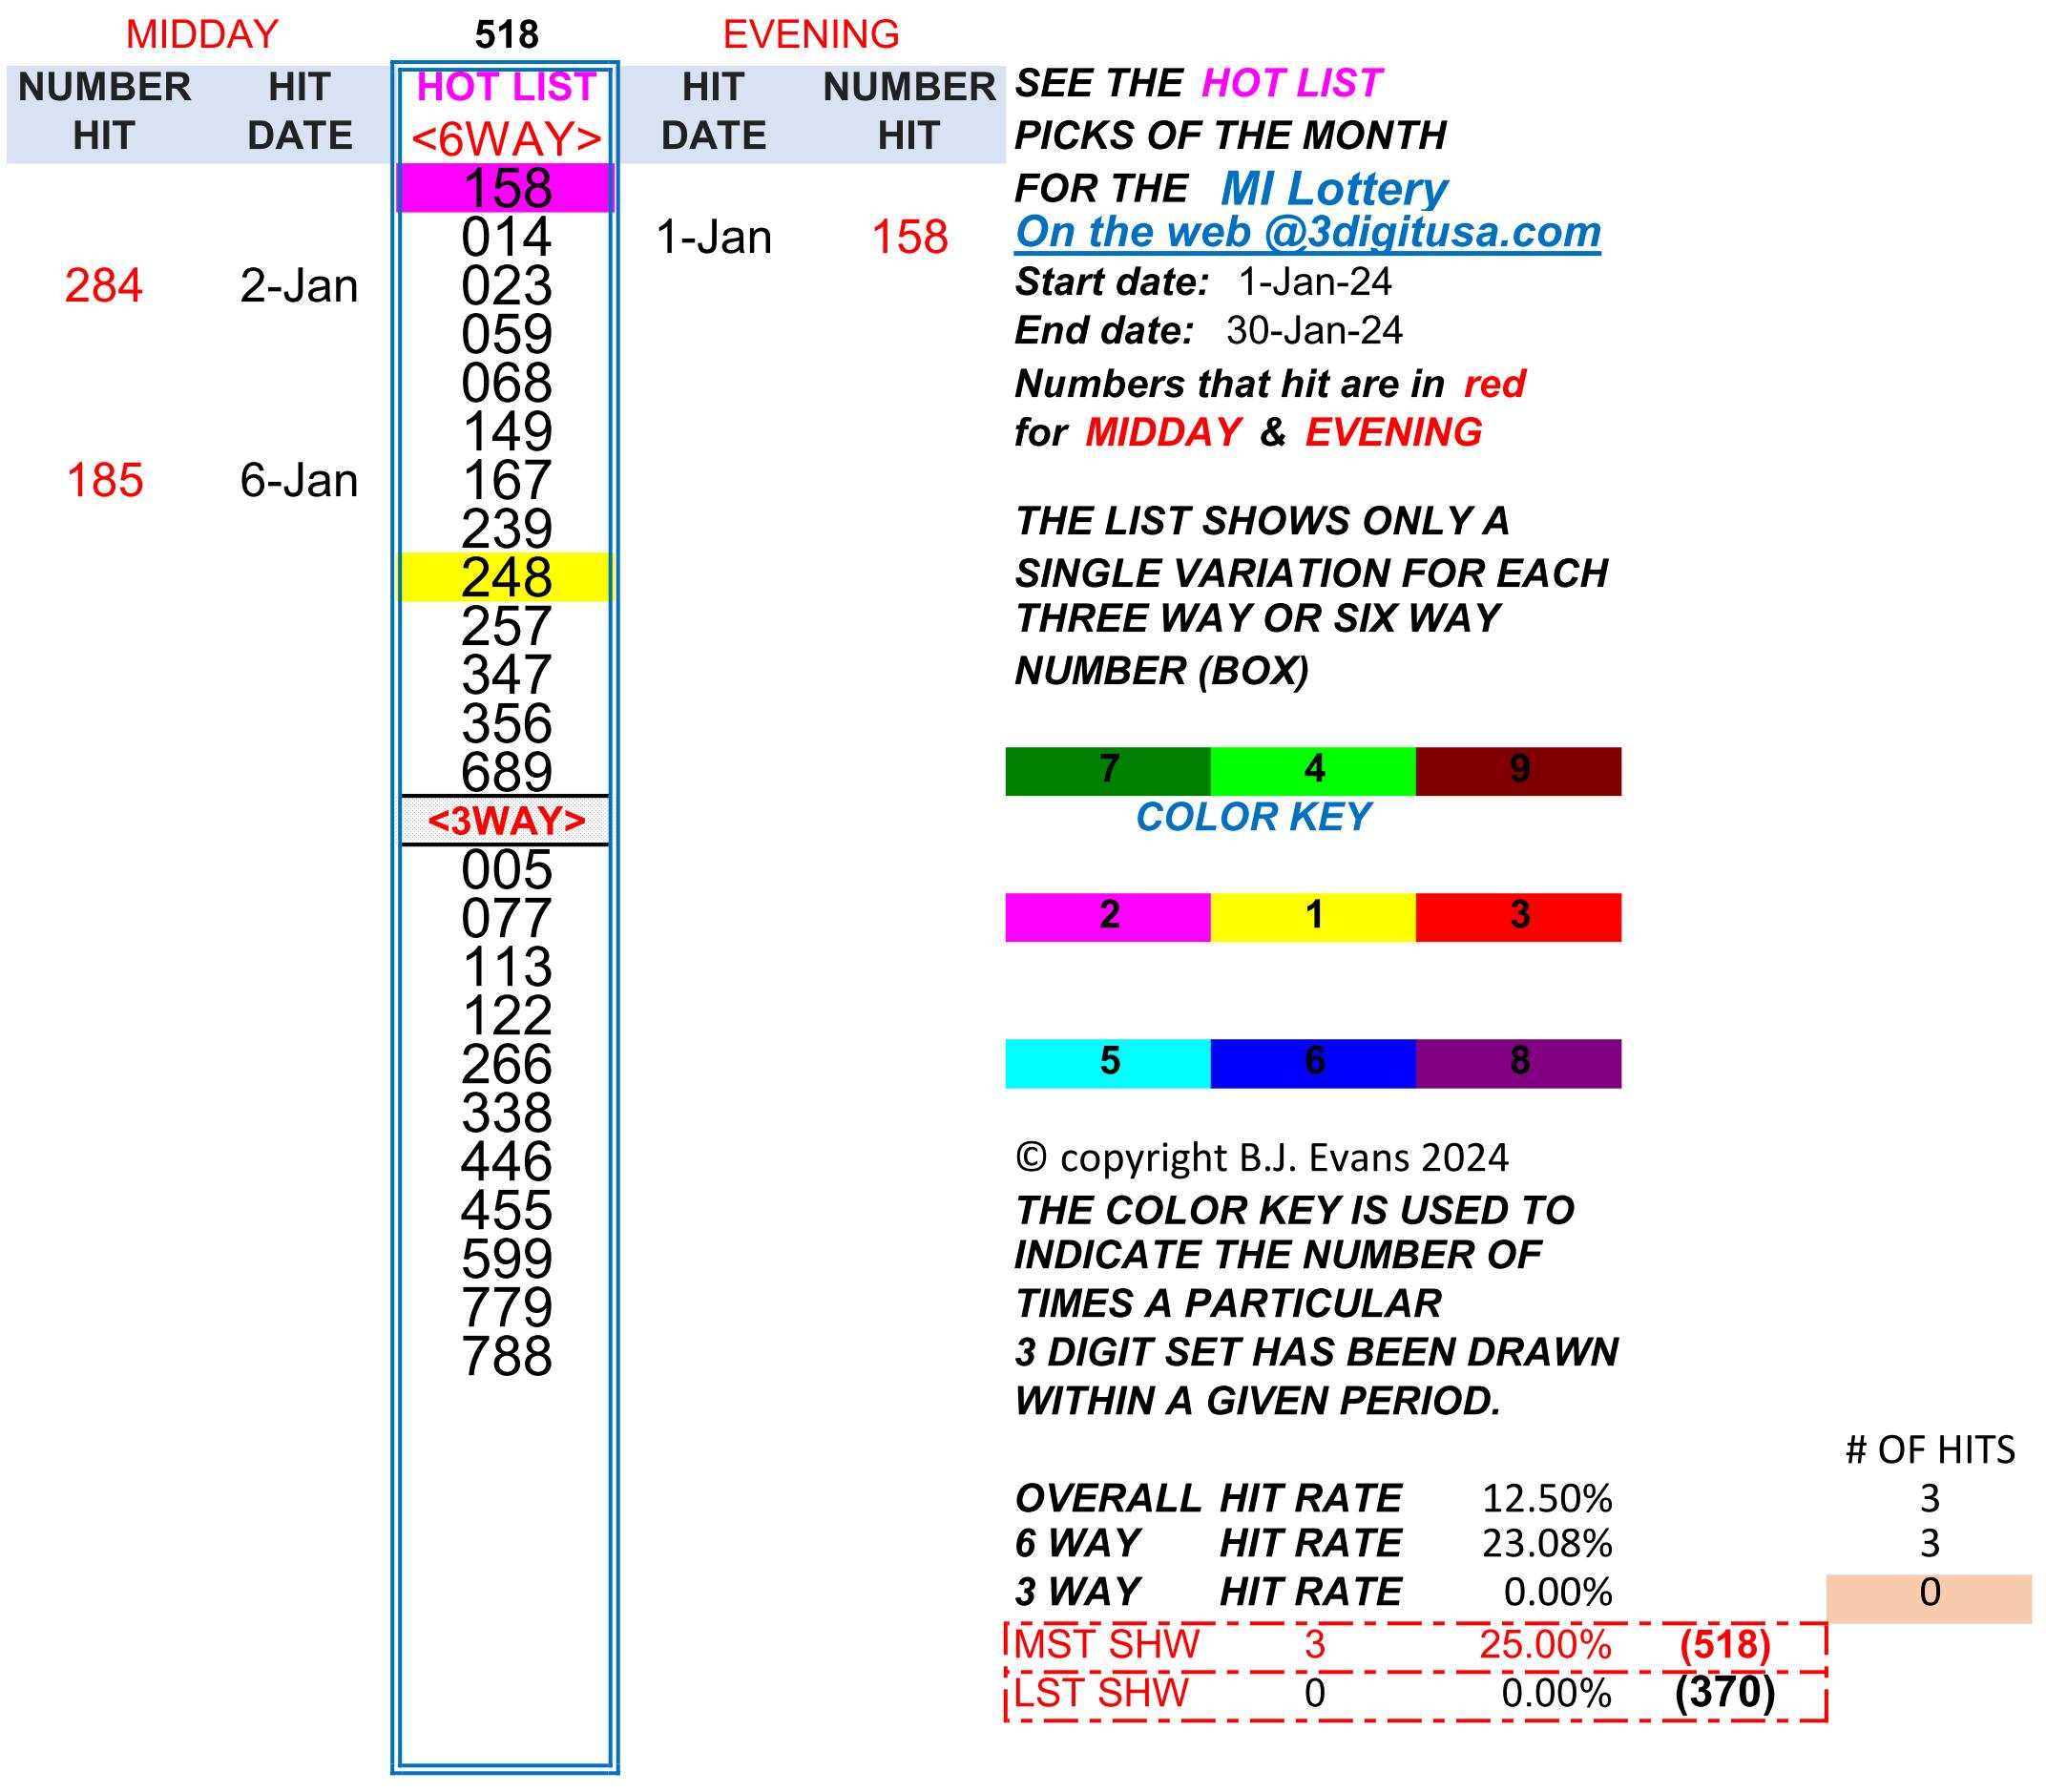 MIDDAY 518 EVENING
NUMBER HIT HOT LIST HIT NUMBER
HIT DATE <6WAY> DATE HIT
158
014 1-Jan 158
284 2-Jan 023
059
068
149
185 6-Jan 167
239
248
257
347
356
689
<3WAY>
005
077
113
122
266
338
446
455
599
779
788
SEE THE HOT LIST
PICKS OF THE MONTH
FOR THE MI Lottery
On the web @3digitusa.com
Start date: 1-Jan-24
End date: 30-Jan-24
Numbers that hit are in red
for MIDDAY & EVENING
THE LIST SHOWS ONLY A
SINGLE VARIATION FOR EACH
THREE WAY OR SIX WAY
NUMBER (BOX)
7 4 9
COLOR KEY
2 1 3
5 6 8
© copyright B.J. Evans 2024
THE COLOR KEY IS USED TO
INDICATE THE NUMBER OF
TIMES A PARTICULAR
3 DIGIT SET HAS BEEN DRAWN
WITHIN A GIVEN PERIOD.
# OF HITS
OVERALL HIT RATE 12.50% 3
6 WAY HIT RATE 23.08% 3
3 WAY HIT RATE 0.00% 0
MST SHW 3 25.00% (518)
LST SHW 0 0.00% (370)